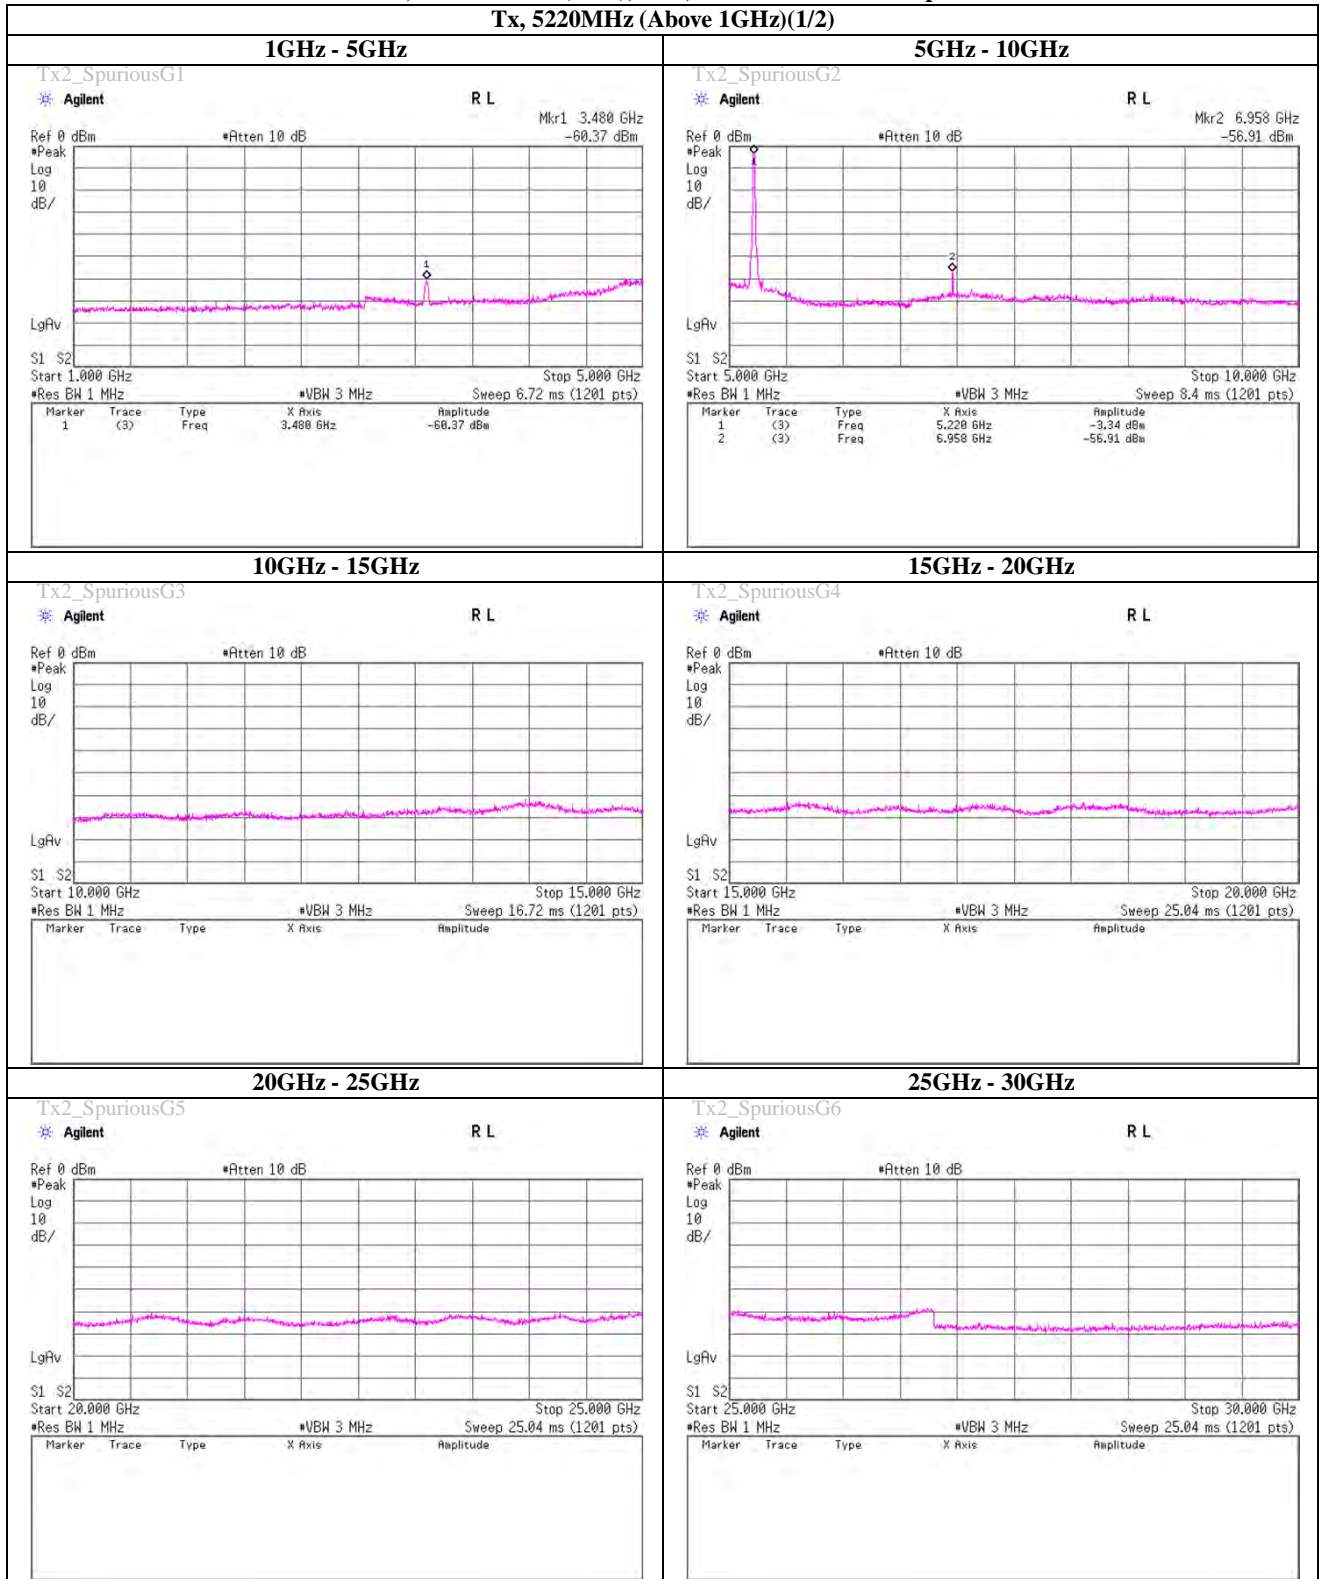 Tx, 5220MHz (Above 1GHz)(1/2)
1GHz - 5GHz
Tx2_SpuriousG1
Agilent
R L
Mkr1 3.480 GHz
Ref 0 dBm
#Atten 10 dB
-60.37 dBm
#Peak
Log
10
dB/
1
LgAv
S1 S2
Start 1.000 GHz
Stop 5.000 GHz
#Res BW 1 MHz
#VBW 3 MHz
Sweep 6.72 ms (1201 pts)
Marker Trace Type X Axis Amplitude
1 (3) Freq 3.480 GHz -60.37 dBm
5GHz - 10GHz
Tx2_SpuriousG2
Agilent
R L
Mkr2 6.958 GHz
Ref 0 dBm
#Atten 10 dB
-56.91 dBm
#Peak
Log
10
dB/
2
LgAv
S1 S2
Start 5.000 GHz
Stop 10.000 GHz
#Res BW 1 MHz
#VBW 3 MHz
Sweep 8.4 ms (1201 pts)
Marker Trace Type X Axis Amplitude
1 (3) Freq 5.220 GHz -3.34 dBm
2 (3) Freq 6.958 GHz -56.91 dBm
10GHz - 15GHz
Tx2_SpuriousG3
Agilent
R L
Ref 0 dBm
#Atten 10 dB
#Peak
Log
10
dB/
LgAv
S1 S2
Start 10.000 GHz
Stop 15.000 GHz
#Res BW 1 MHz
#VBW 3 MHz
Sweep 16.72 ms (1201 pts)
Marker Trace Type X Axis Amplitude
15GHz - 20GHz
Tx2_SpuriousG4
Agilent
R L
Ref 0 dBm
#Atten 10 dB
#Peak
Log
10
dB/
LgAv
S1 S2
Start 15.000 GHz
Stop 20.000 GHz
#Res BW 1 MHz
#VBW 3 MHz
Sweep 25.04 ms (1201 pts)
Marker Trace Type X Axis Amplitude
20GHz - 25GHz
Tx2_SpuriousG5
Agilent
R L
Ref 0 dBm
#Atten 10 dB
#Peak
Log
10
dB/
LgAv
S1 S2
Start 20.000 GHz
Stop 25.000 GHz
#Res BW 1 MHz
#VBW 3 MHz
Sweep 25.04 ms (1201 pts)
Marker Trace Type X Axis Amplitude
25GHz - 30GHz
Tx2_SpuriousG6
Agilent
R L
Ref 0 dBm
#Atten 10 dB
#Peak
Log
10
dB/
LgAv
S1 S2
Start 25.000 GHz
Stop 30.000 GHz
#Res BW 1 MHz
#VBW 3 MHz
Sweep 25.04 ms (1201 pts)
Marker Trace Type X Axis Amplitude